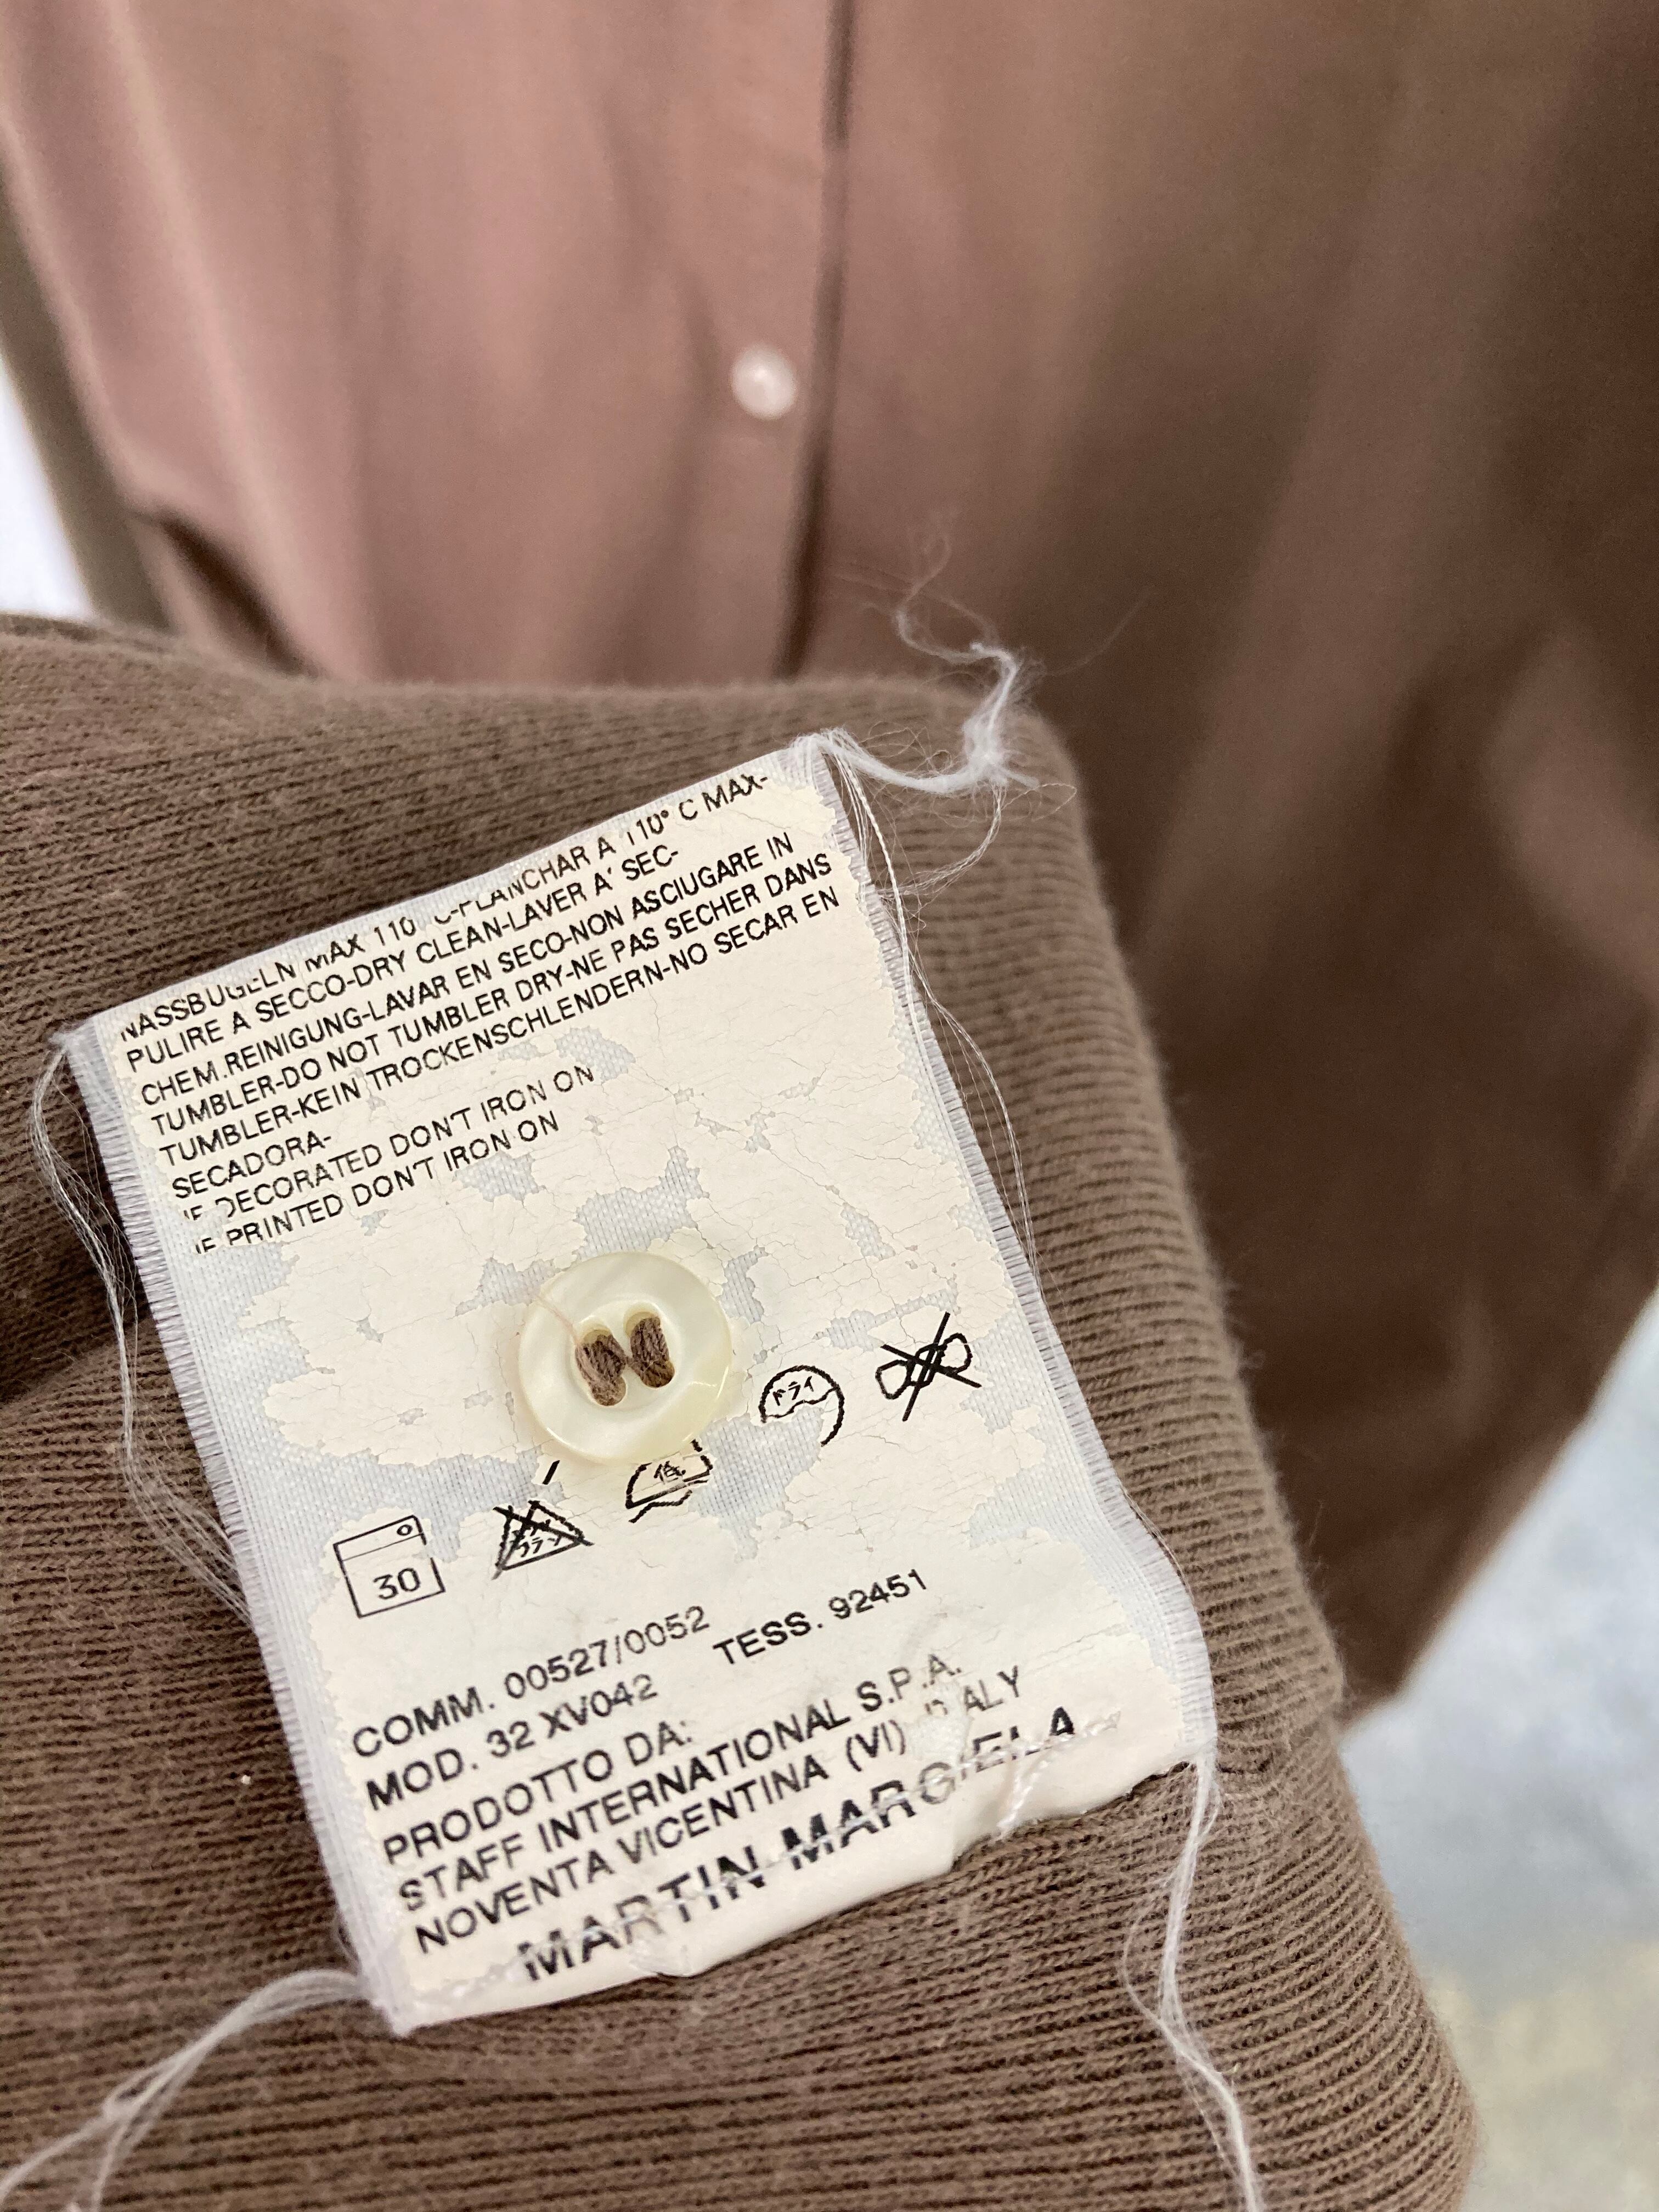 NASSBUGELN MAX 110° C-PLANCHAR A 110° C MAX-
PULIRE A SECCO-DRY CLEAN-LAVER A' SEC-
CHEM.REINIGUNG-LAVAR EN SECO-NON ASCIUGARE IN
TUMBLER-DO NOT TUMBLER DRY-NE PAS SECHER DANS
TUMBLER-KEIN TROCKENSCHLENDERN-NO SECAR EN
SECADORA-
IF DECORATED DON'T IRON ON
IF PRINTED DON'T IRON ON
30 低 ドライ
COMM. 00527/0052
MOD. 32 XV042 TESS. 92451
PRODOTTO DA:
STAFF INTERNATIONAL S.P.A.
NOVENTA VICENTINA (VI) ITALY
MARTIN MARGIELA